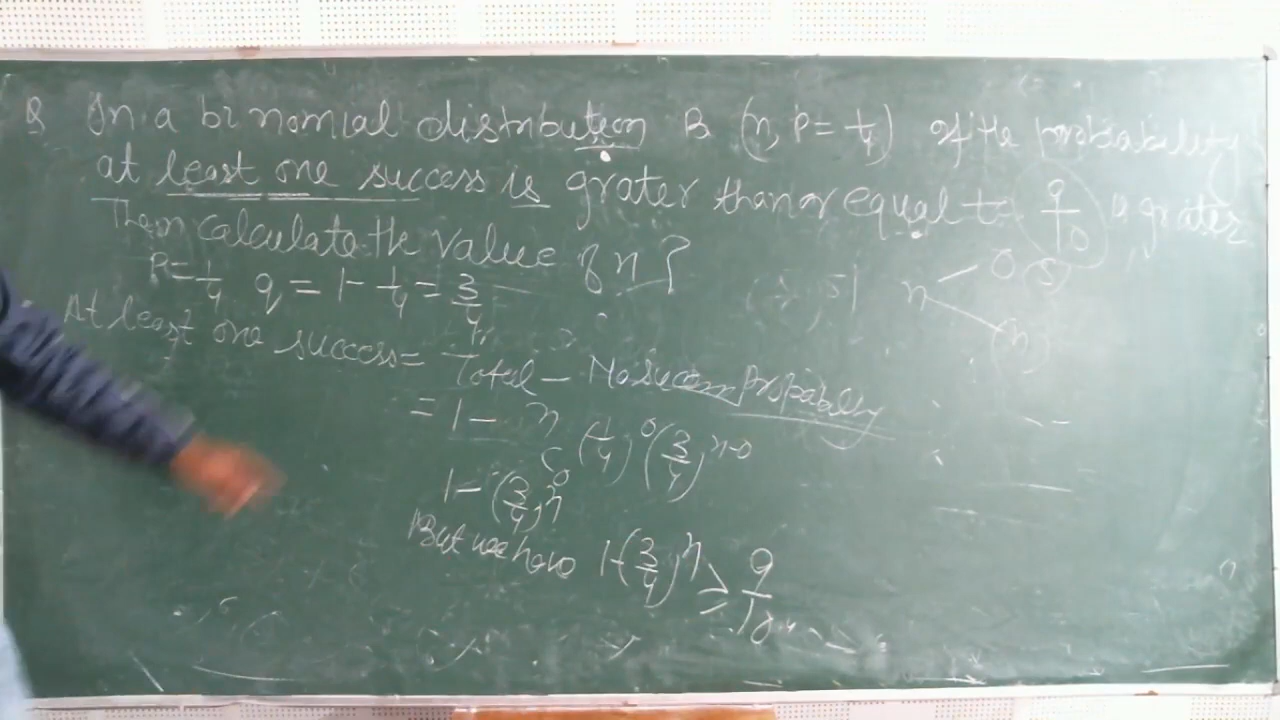 Q In a binomial distribution B (n, P = 1/4) if the probability
at least one success is grater than or equal to 9/10 grater
Then calculate the value of n?
P = 1/4 q = 1 - 1/4 = 3/4
n 0
(n)
At least one success = Total - No Success Probability
= 1 - n C 0 (1/4)^0 (3/4)^n-0
1 - (3/4)^n
But we have 1 - (3/4)^n ≥ 9/10